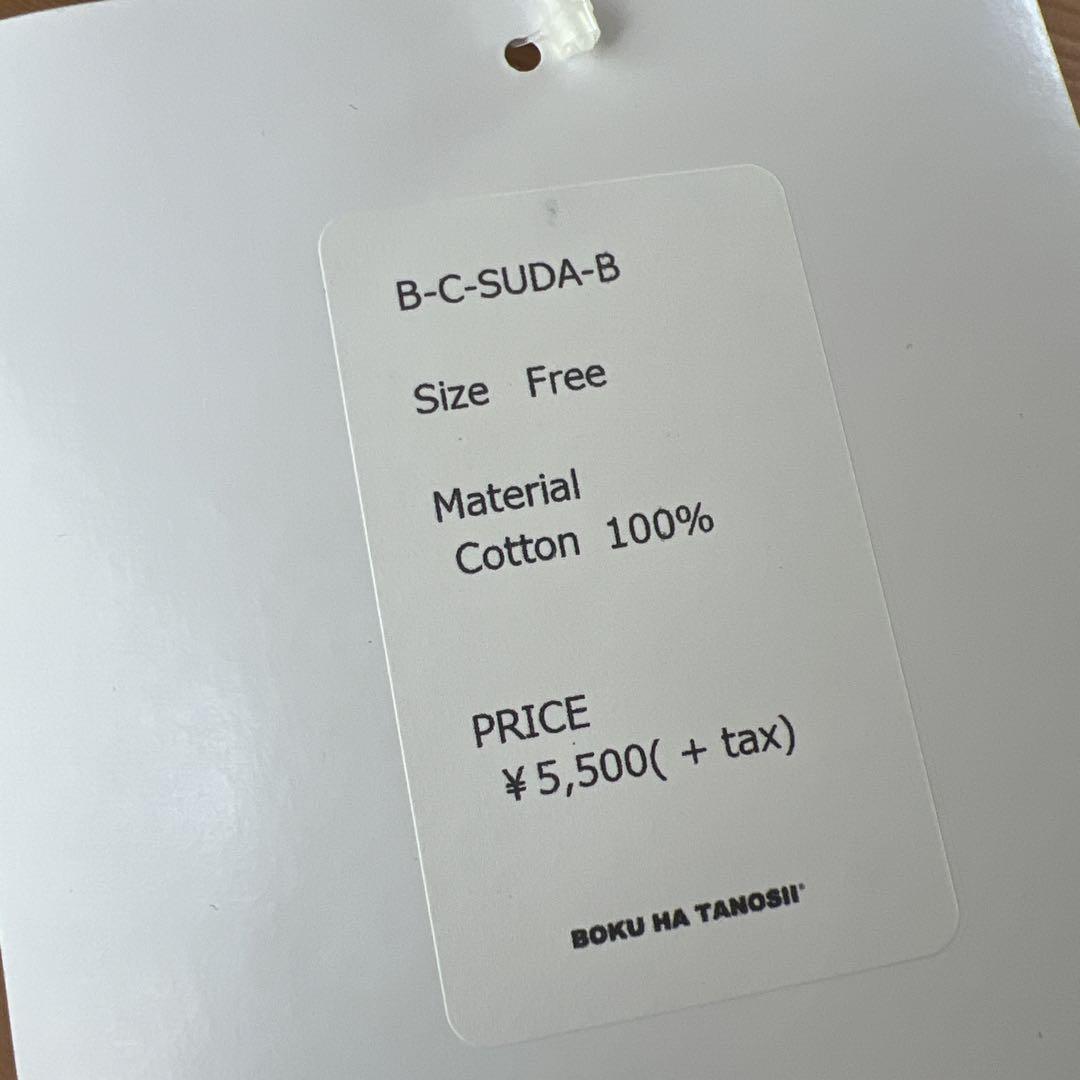 B-C-SUDA-B
Size Free
Material
Cotton 100%
PRICE
¥5,500( + tax)
BOKU HA TANOSII